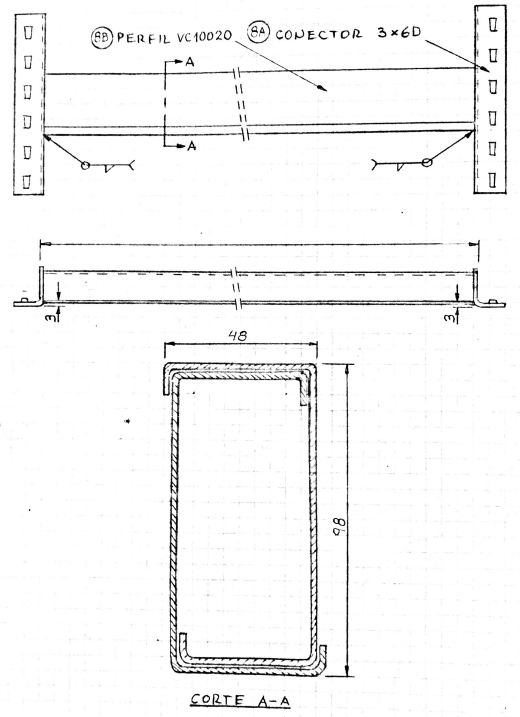 8B PERFIL VC10020 8A CONECTOR 3×6D
A
A
3
3
48
98
CORTE A-A